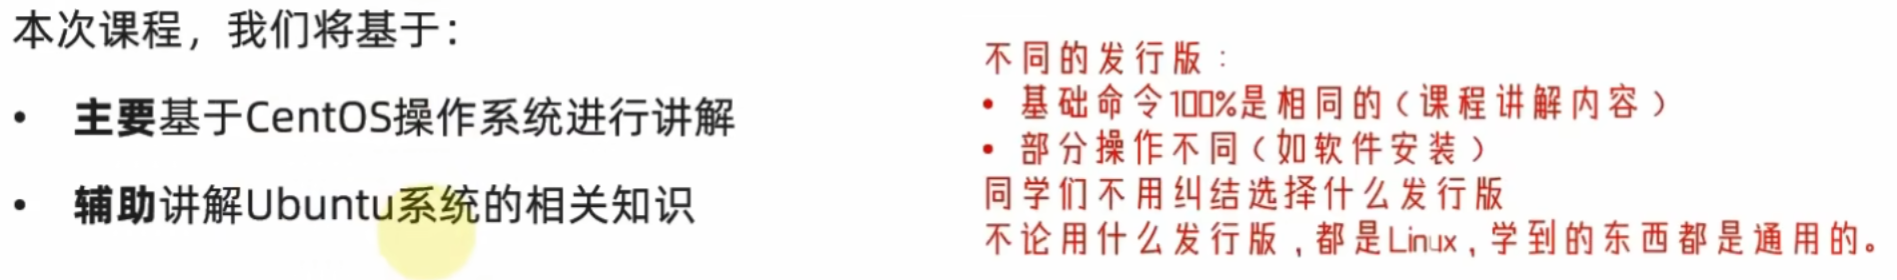 本次课程，我们将基于：
• 主要基于CentOS操作系统进行讲解
• 辅助讲解Ubuntu系统的相关知识
不同的发行版：
• 基础命令100%是相同的（课程讲解内容）
• 部分操作不同（如软件安装）
同学们不用纠结选择什么发行版
不论用什么发行版，都是Linux，学到的东西都是通用的。